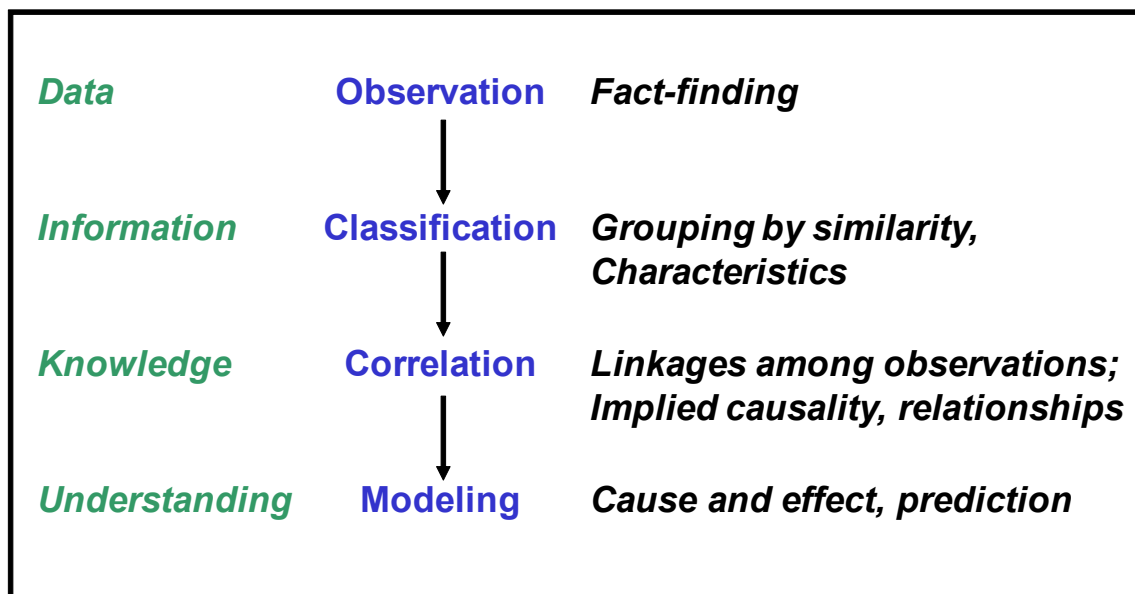 Data Observation Fact-finding
Information Classification Grouping by similarity,
Characteristics
Knowledge Correlation Linkages among observations;
Implied causality, relationships
Understanding Modeling Cause and effect, prediction